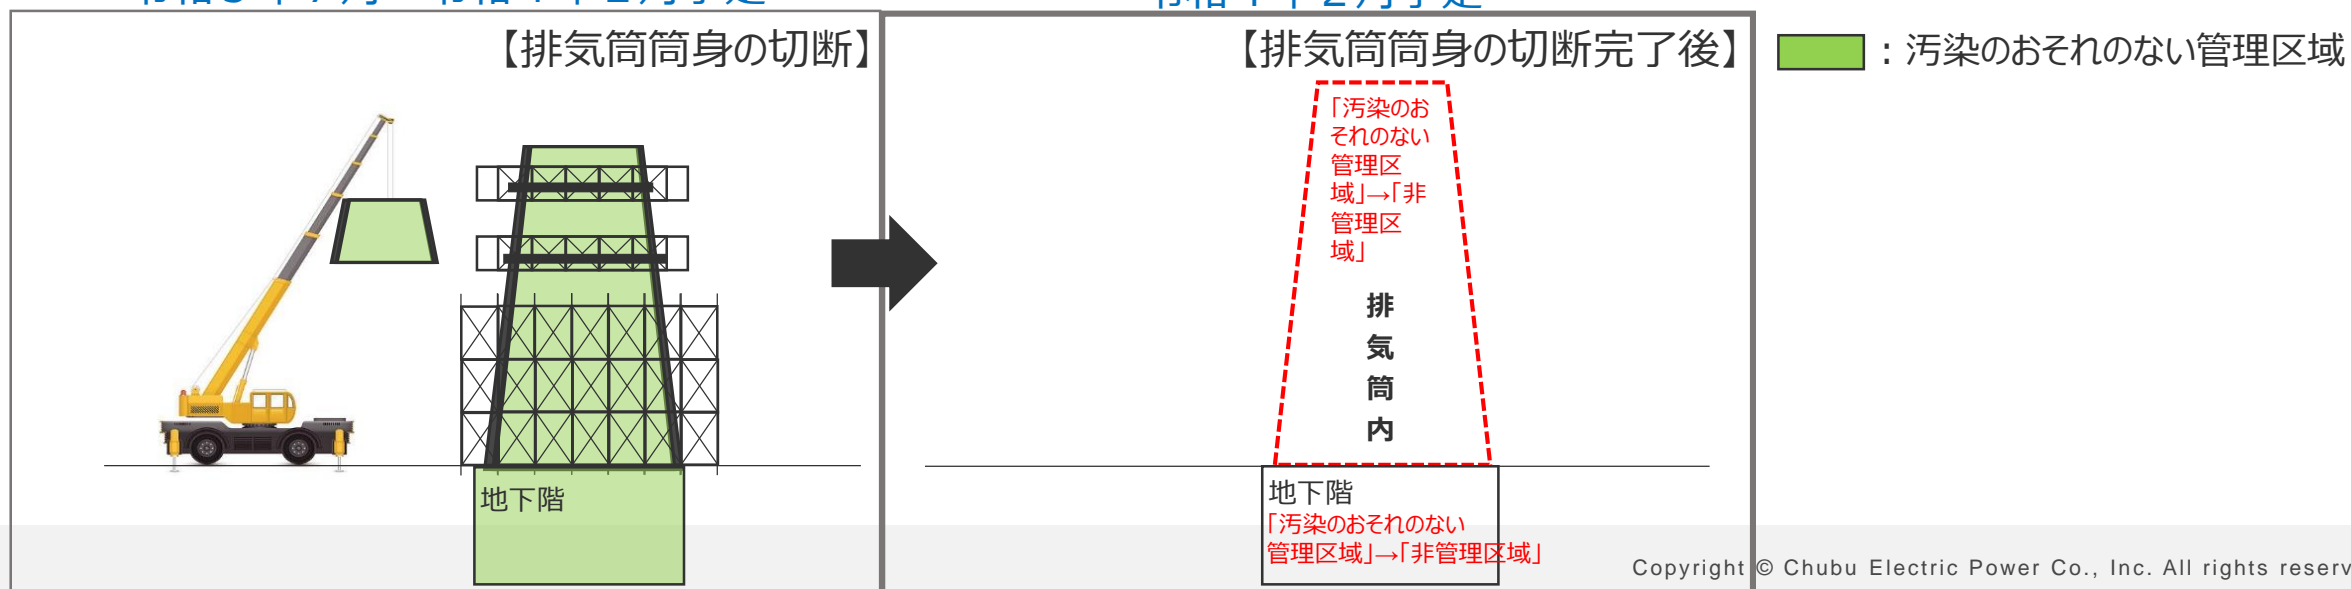 【排気筒筒身の切断】
地下階
【排気筒筒身の切断完了後】
「汚染のお
それのない
管理区
域」→「非
管理区
域」
排
気
筒
内
地下階
「汚染のおそれのない
管理区域」→「非管理区域」
：汚染のおそれのない管理区域
Copyright © Chubu Electric Power Co., Inc. All rights reserv